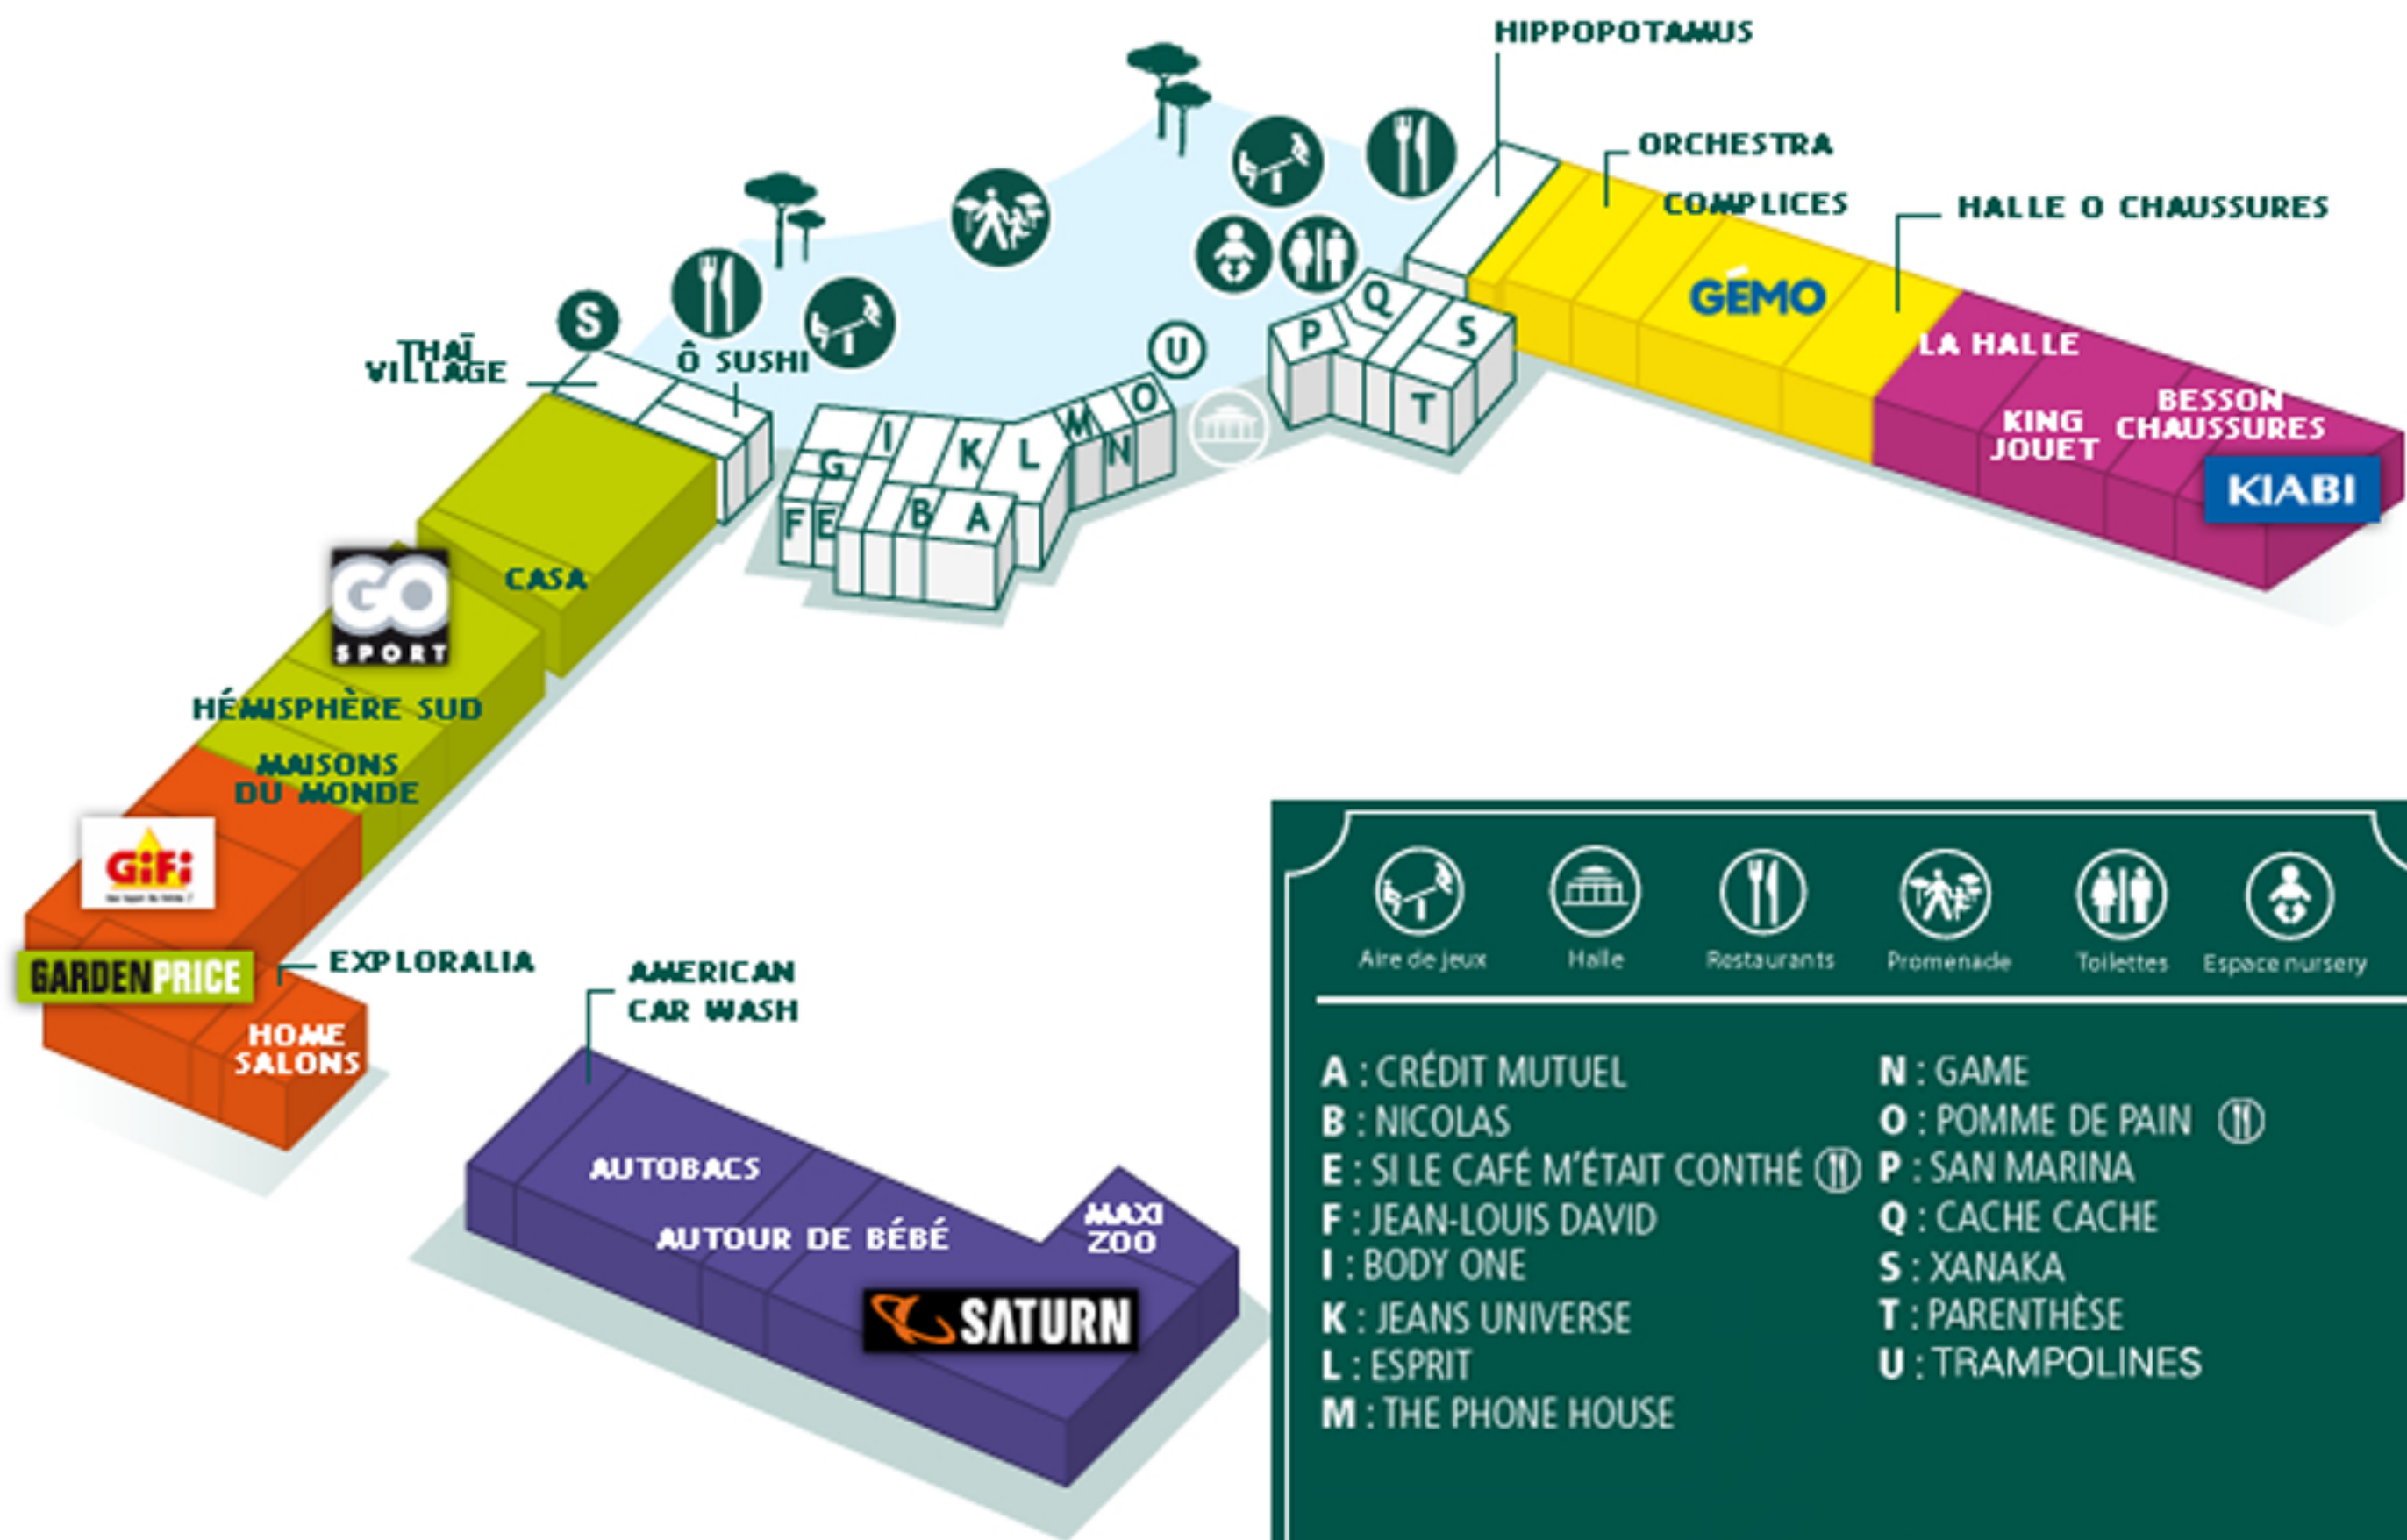 HIPPOPOTAMUS
ORCHESTRA
COMPLICES
HALLE O CHAUSSURES
GÉMO
LA HALLE
KING
JOUET
BESSON
CHAUSSURES
KIABI
S
THAÏ
VILLAGE
Ô SUSHI
U
Q
P
S
T
G
I
K
L
M
N
O
F
E
B
A
CASA
GO
SPORT
HÉMISPHÈRE SUD
MAISONS
DU MONDE
GiFi
GARDENPRICE
EXPLORALIA
HOME
SALONS
AMERICAN
CAR WASH
AUTOBACS
AUTOUR DE BÉBÉ
MAXI
ZOO
SATURN
Aire de jeux
Halle
Restaurants
Promenade
Toilettes
Espace nursery
A : CRÉDIT MUTUEL
B : NICOLAS
E : SI LE CAFÉ M'ÉTAIT CONTHÉ
F : JEAN-LOUIS DAVID
I : BODY ONE
K : JEANS UNIVERSE
L : ESPRIT
M : THE PHONE HOUSE
N : GAME
O : POMME DE PAIN
P : SAN MARINA
Q : CACHE CACHE
S : XANAKA
T : PARENTHÈSE
U : TRAMPOLINES